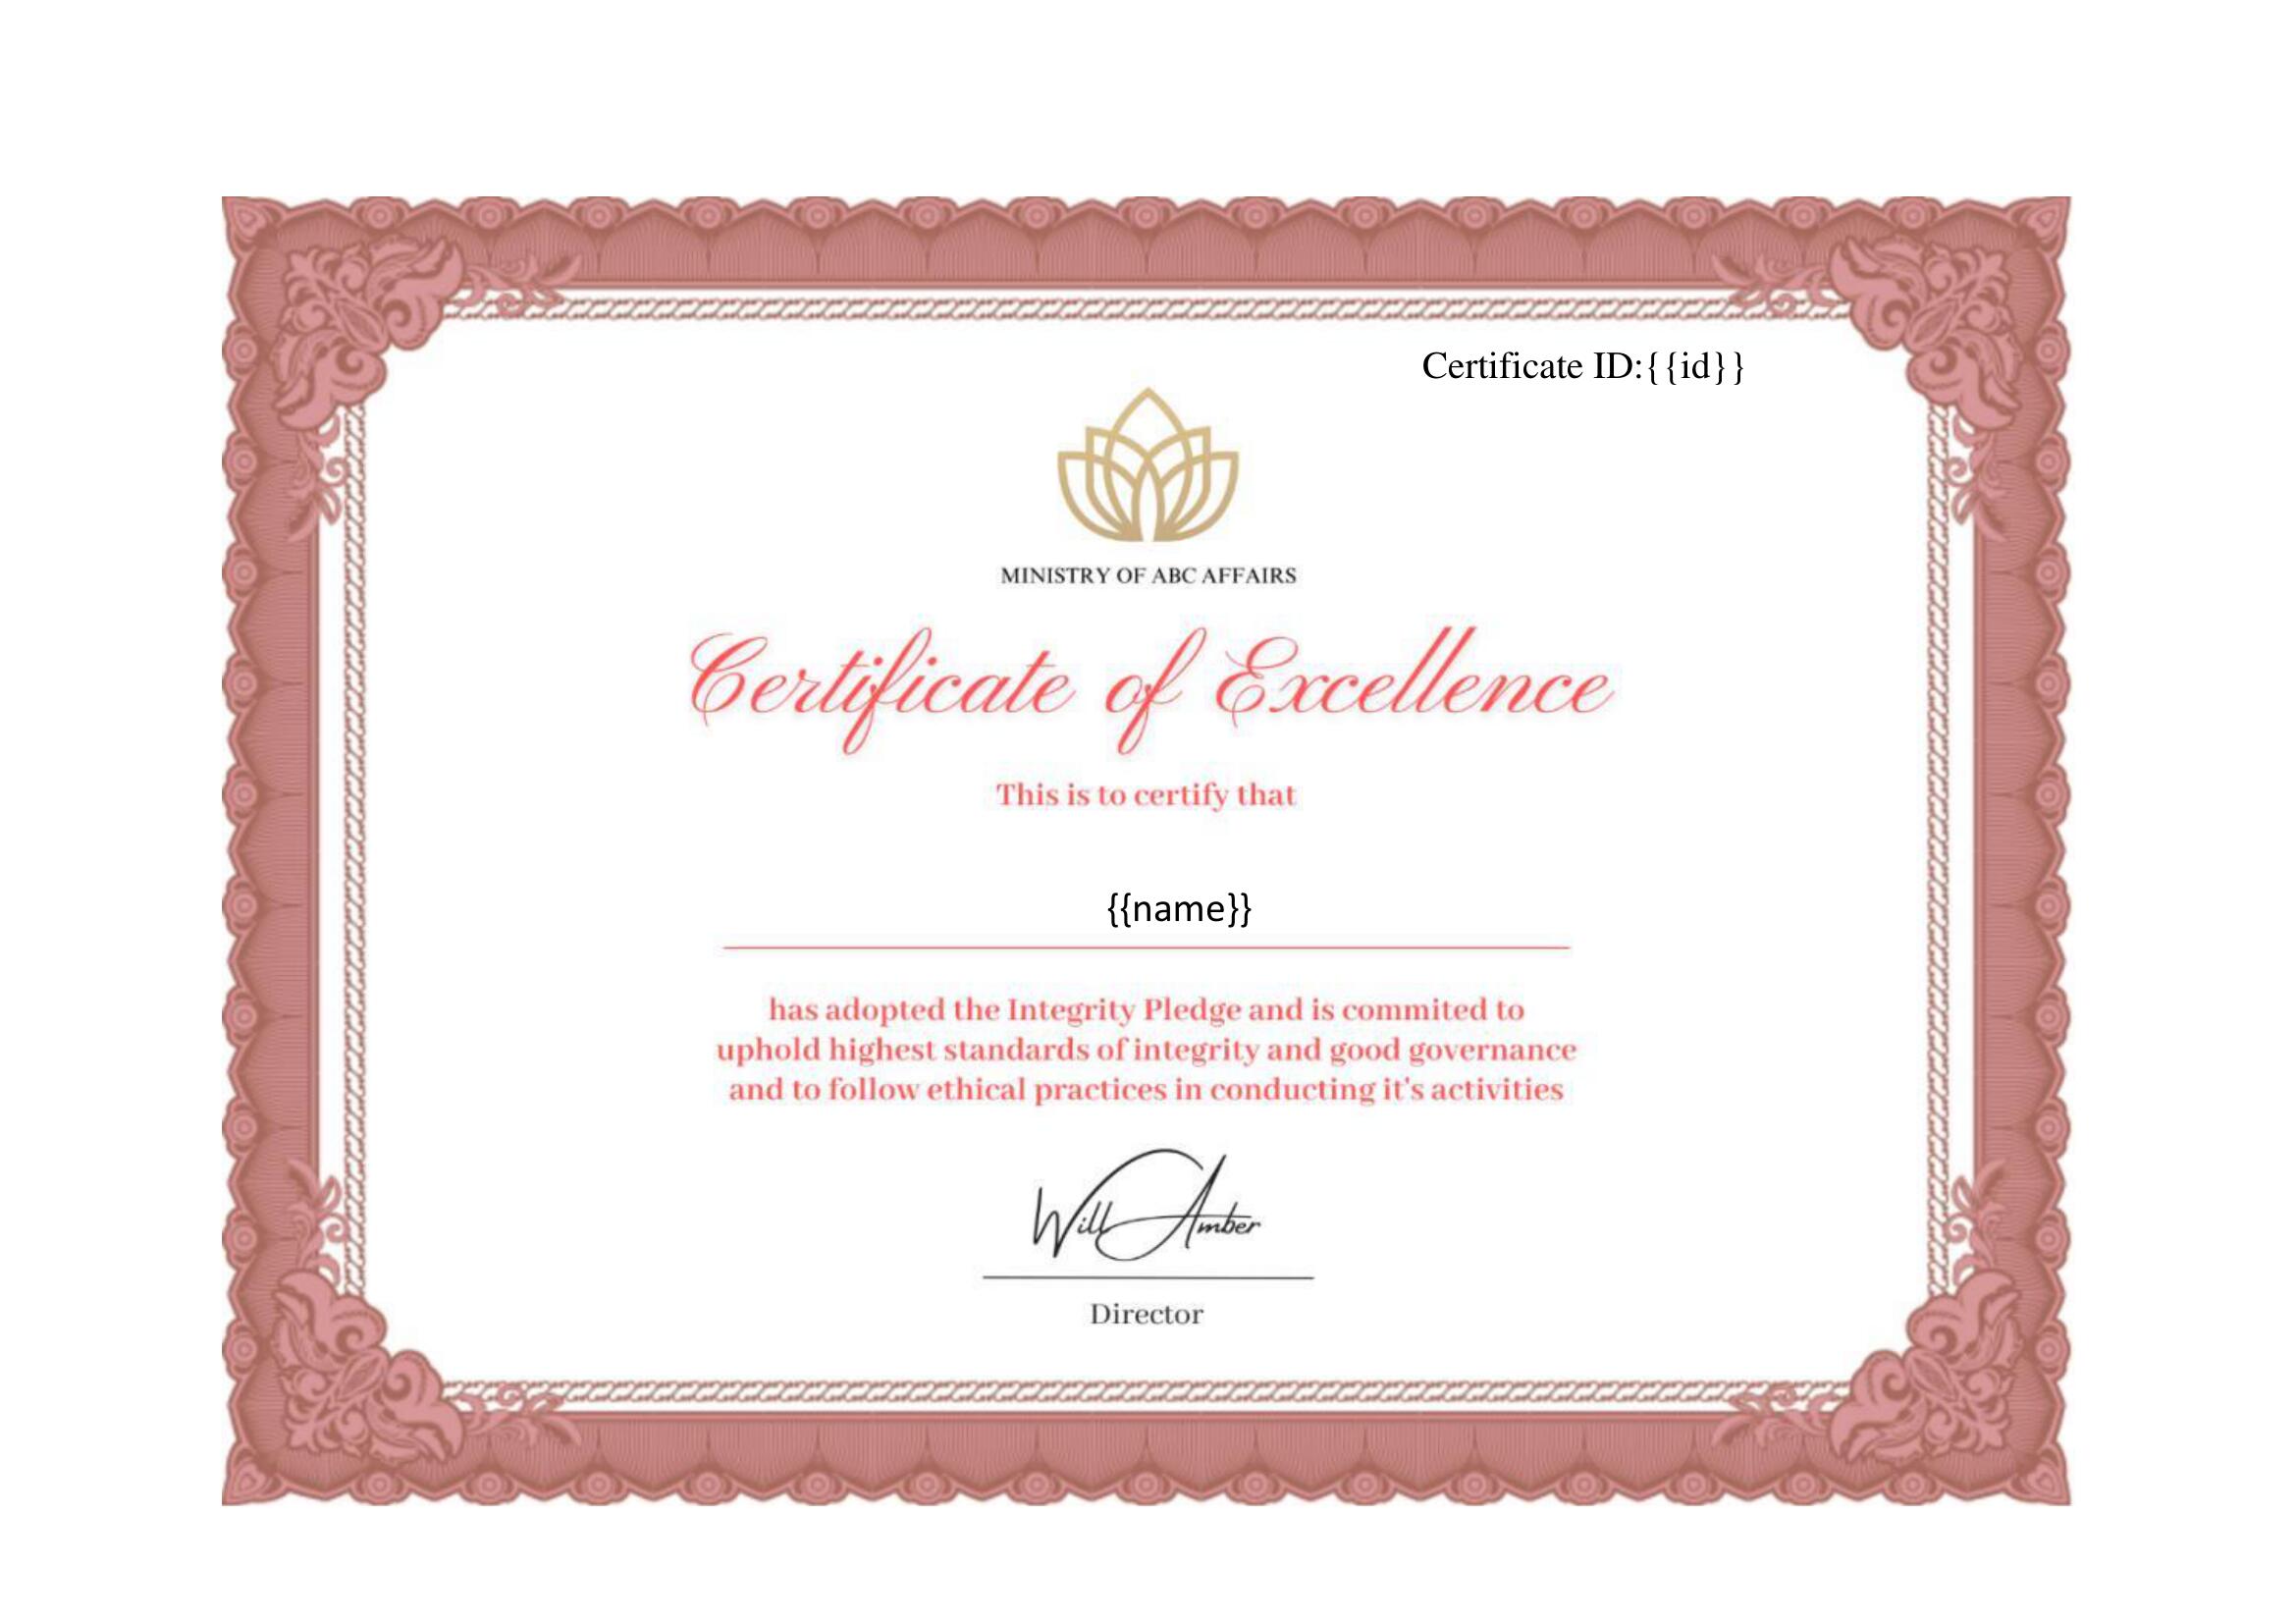 Certificate ID:{{id}}
MINISTRY OF ABC AFFAIRS
Certificate of Excellence
This is to certify that
{{name}}
has adopted the Integrity Pledge and is commited to
uphold highest standards of integrity and good governance
and to follow ethical practices in conducting it's activities
Will Amber
Director